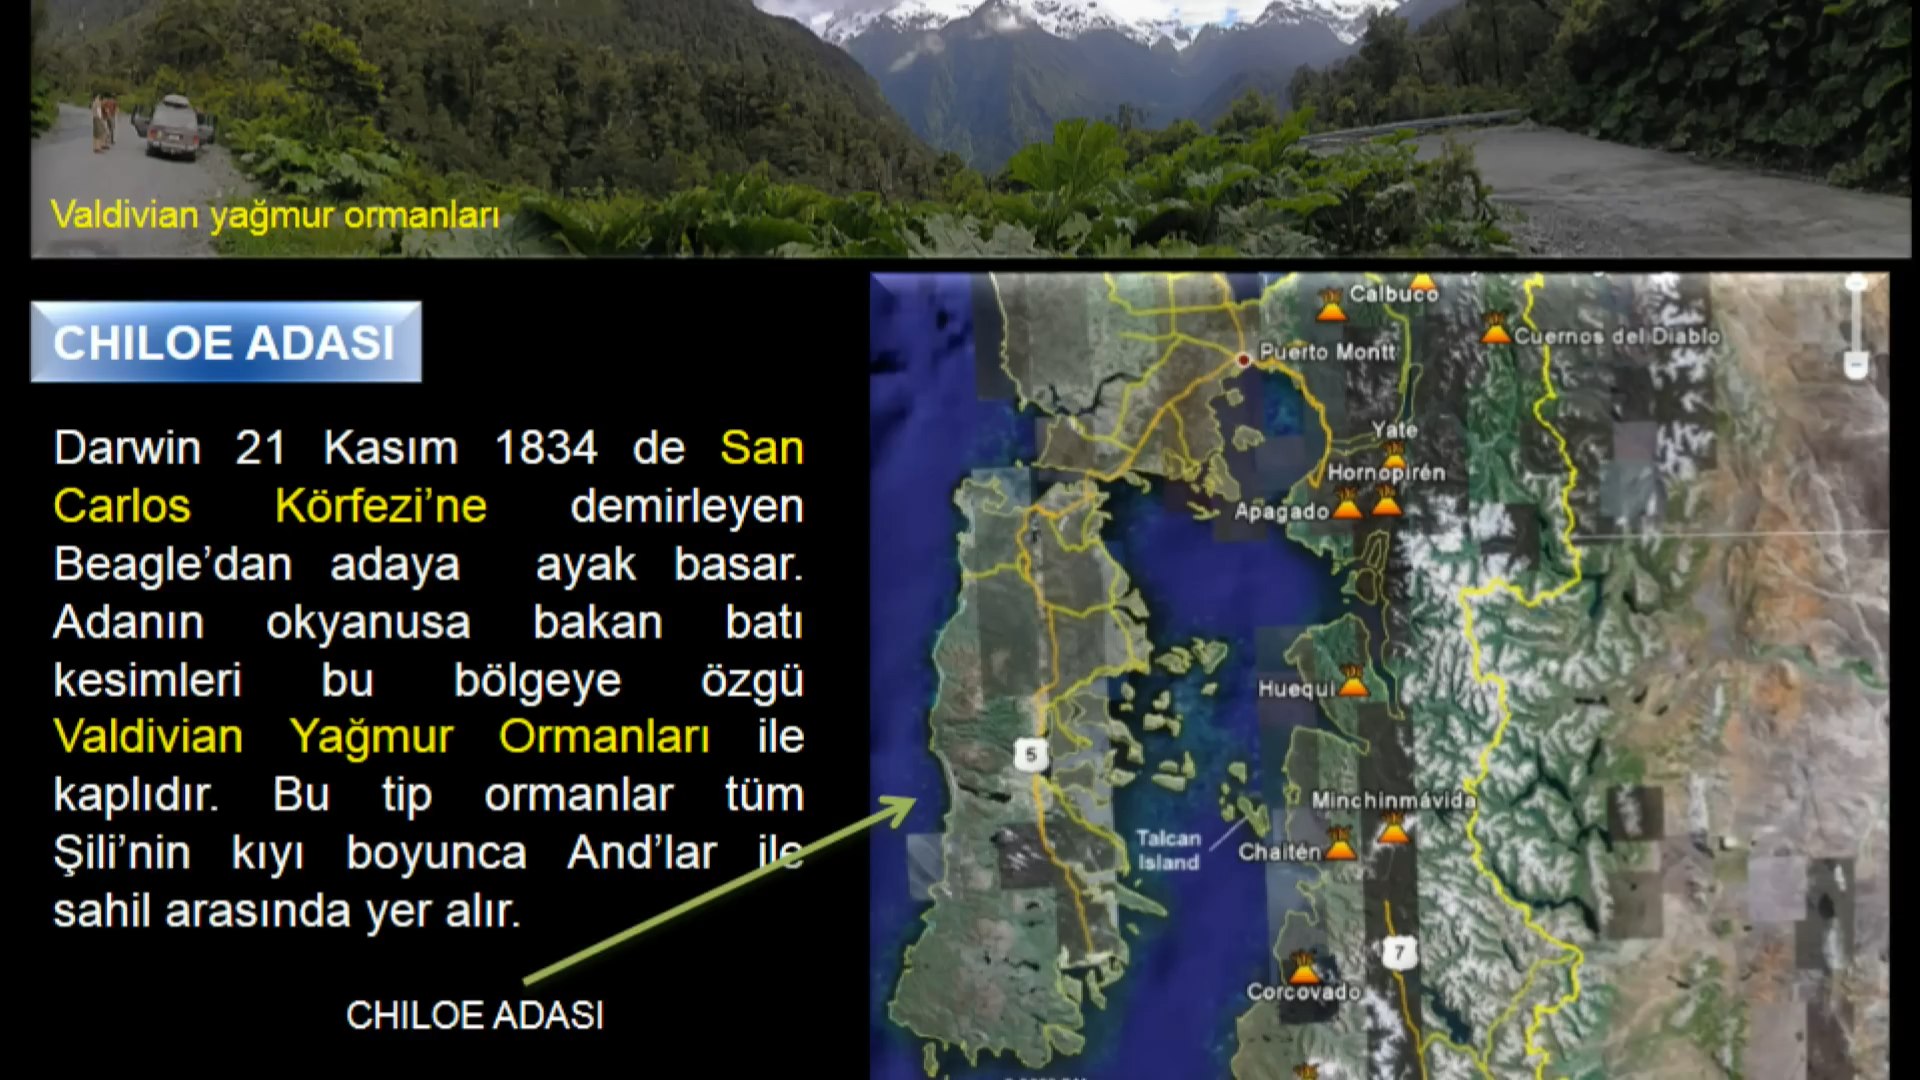 Valdivian yağmur ormanları
CHILOE ADASI
Darwin 21 Kasım 1834 de San
Carlos Körfezi’ne demirleyen
Beagle’dan adaya ayak basar.
Adanın okyanusa bakan batı
kesimleri bu bölgeye özgü
Valdivian Yağmur Ormanları ile
kaplıdır. Bu tip ormanlar tüm
Şili’nin kıyı boyunca And’lar ile
sahil arasında yer alır.
CHILOE ADASI
Calbuco
Cuernos del Diablo
Puerto Montt
Yate
Hornopirén
Apagado
Huequi
5
Minchinmávida
Talcan
Island
Chaitén
7
Corcovado